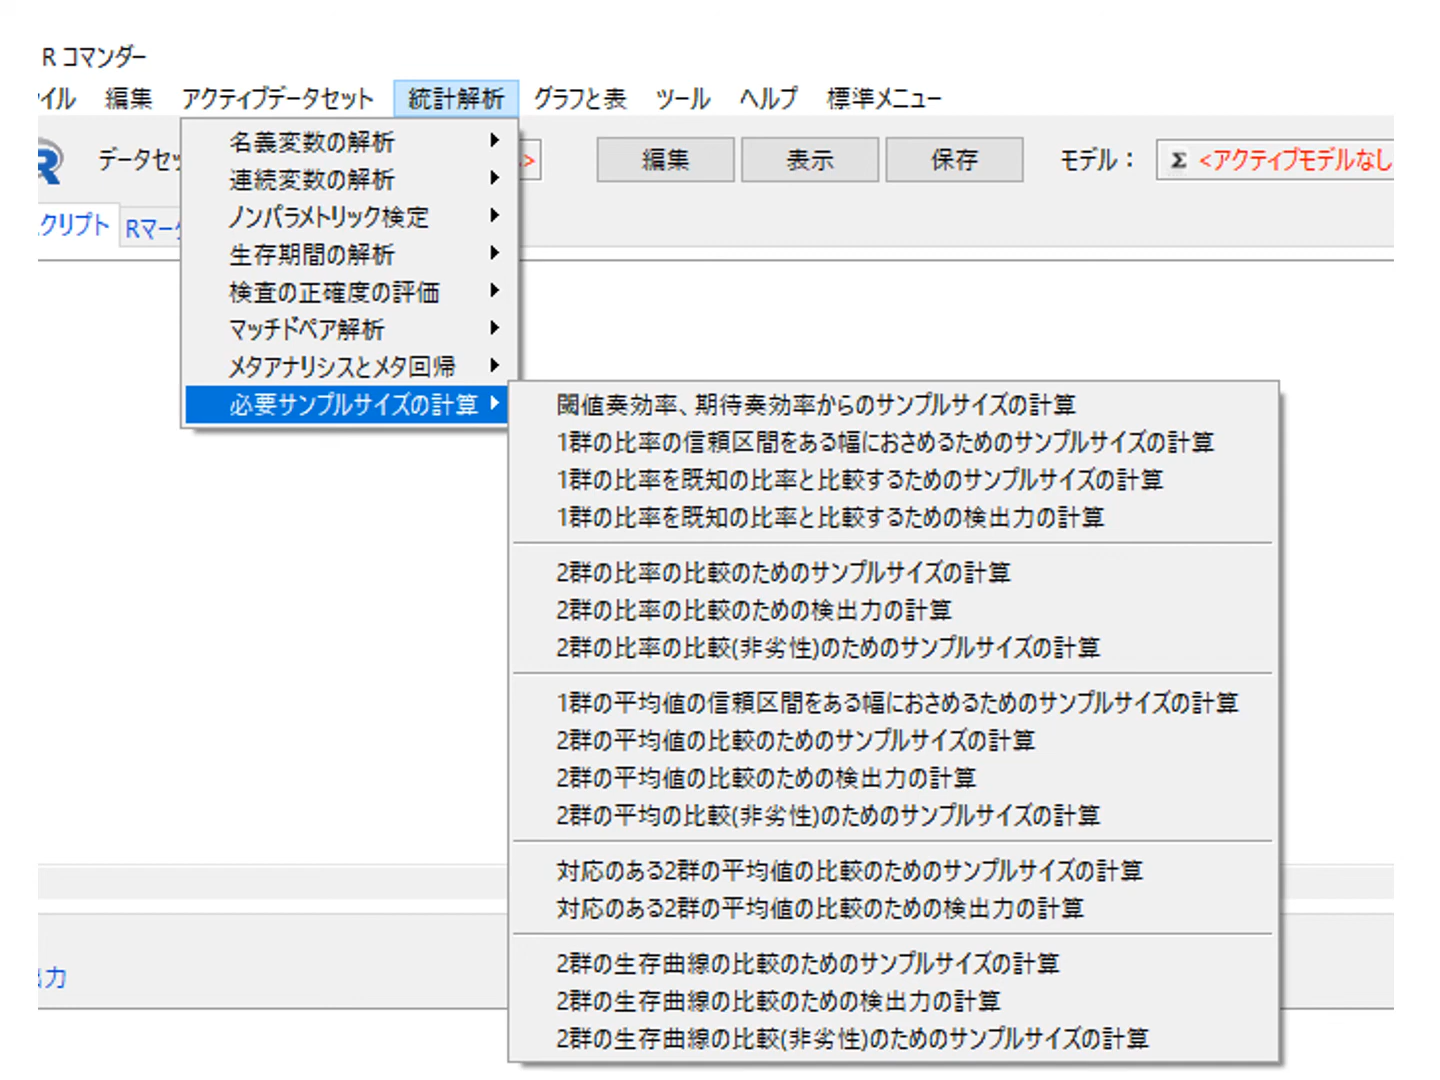 R コマンダー
イル 編集 アクティブデータセット 統計解析 グラフと表 ツール ヘルプ 標準メニュー
データセッ 編集 表示 保存 モデル： Σ <アクティブモデルなし
クリプト Rマーク
名義変数の解析
連続変数の解析
ノンパラメトリック検定
生存期間の解析
検査の正確度の評価
マッチドペア解析
メタアナリシスとメタ回帰
必要サンプルサイズの計算
閾値奏効率、期待奏効率からのサンプルサイズの計算
1群の比率の信頼区間をある幅におさめるためのサンプルサイズの計算
1群の比率を既知の比率と比較するためのサンプルサイズの計算
1群の比率を既知の比率と比較するための検出力の計算
2群の比率の比較のためのサンプルサイズの計算
2群の比率の比較のための検出力の計算
2群の比率の比較(非劣性)のためのサンプルサイズの計算
1群の平均値の信頼区間をある幅におさめるためのサンプルサイズの計算
2群の平均値の比較のためのサンプルサイズの計算
2群の平均値の比較のための検出力の計算
2群の平均の比較(非劣性)のためのサンプルサイズの計算
対応のある2群の平均値の比較のためのサンプルサイズの計算
対応のある2群の平均値の比較のための検出力の計算
2群の生存曲線の比較のためのサンプルサイズの計算
2群の生存曲線の比較のための検出力の計算
2群の生存曲線の比較(非劣性)のためのサンプルサイズの計算
力